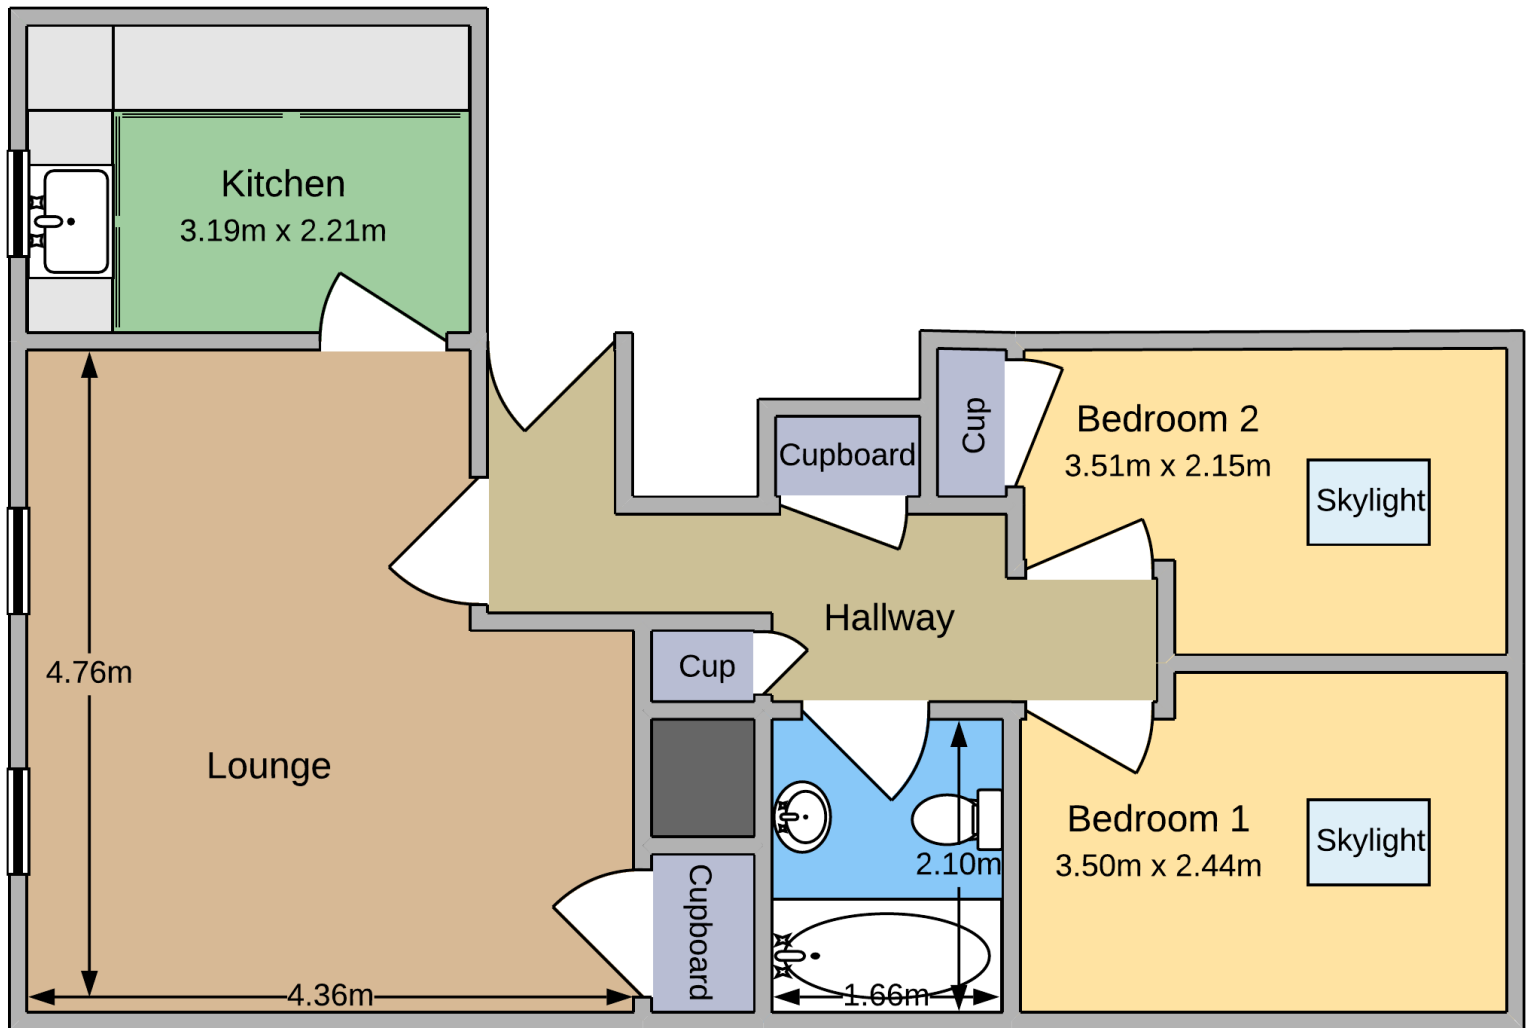 Kitchen
3.19m x 2.21m
Cup
Bedroom 2
3.51m x 2.15m
Cupboard
Skylight
Hallway
4.76m
Cup
Lounge
Bedroom 1
3.50m x 2.44m
Skylight
2.10m
Cupboard
4.36m
1.66m